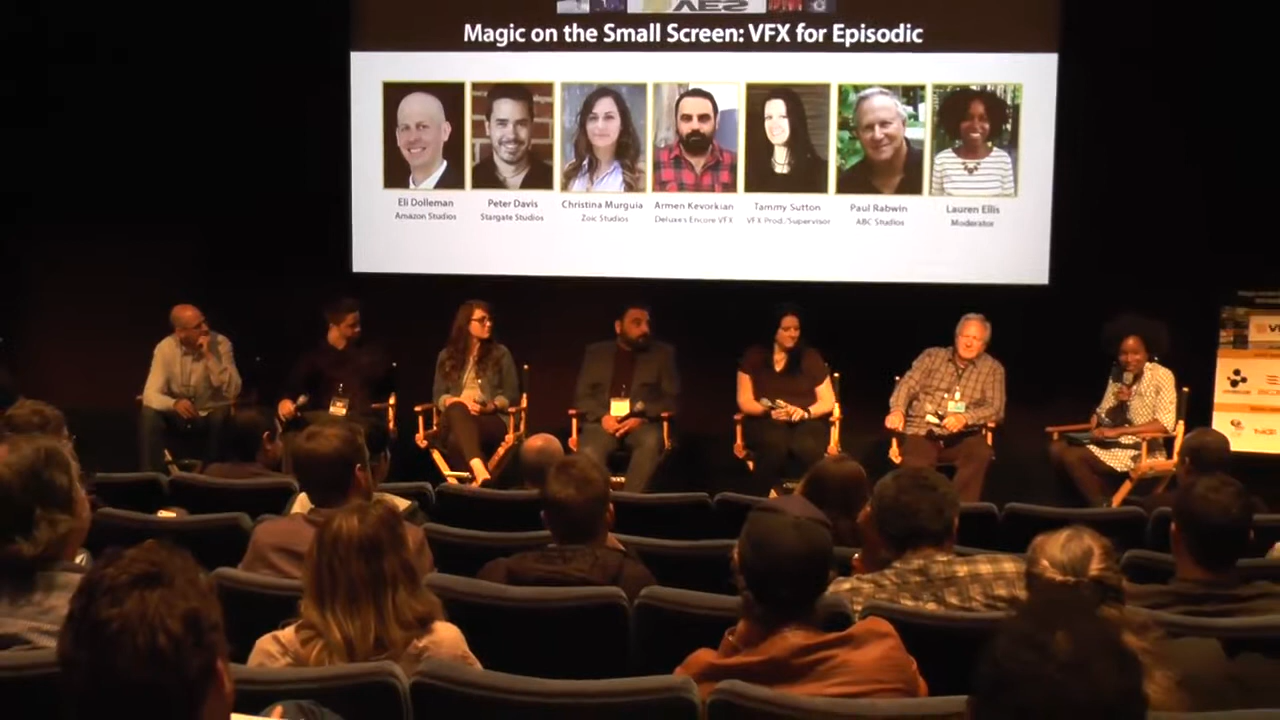 VES
Magic on the Small Screen: VFX for Episodic
Eli Dolleman
Amazon Studios
Peter Davis
Stargate Studios
Christina Murguia
Zoic Studios
Armen Kevorkian
Deluxe's Encore VFX
Tammy Sutton
VFX Prod./Supervisor
Paul Rabwin
ABC Studios
Lauren Ellis
Moderator